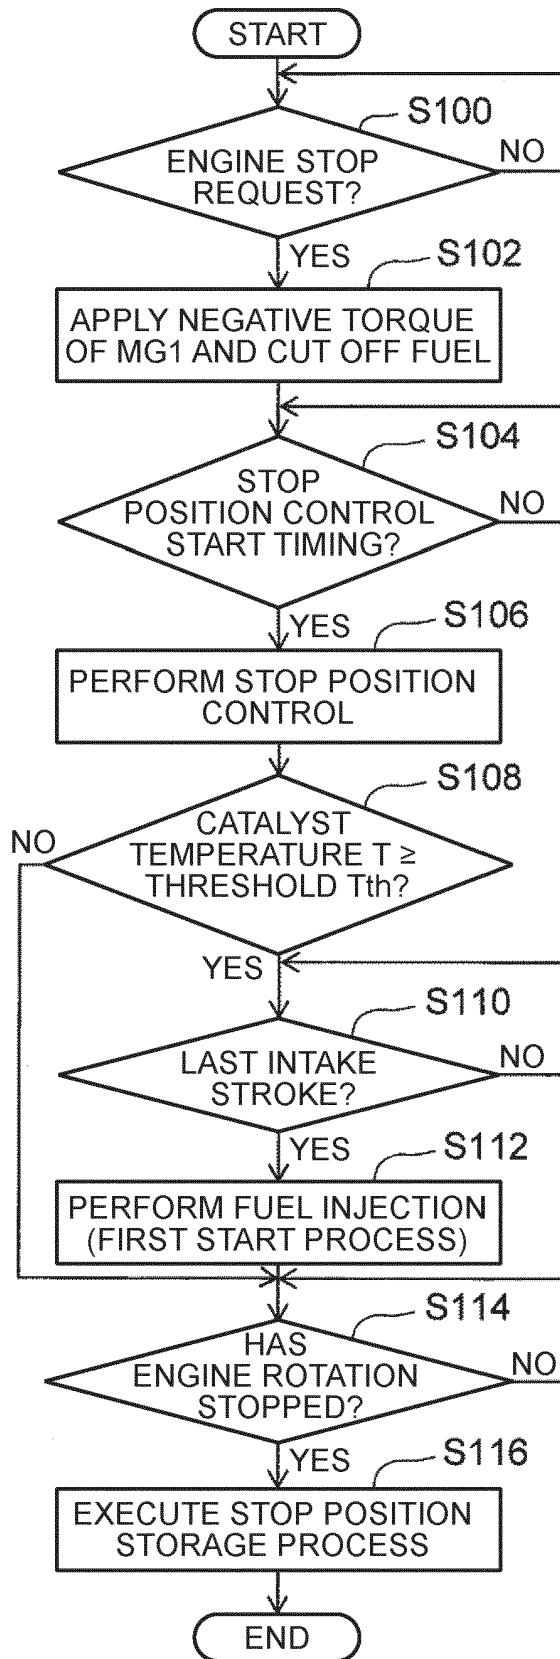 START
S100
ENGINE STOP
REQUEST?
NO
YES
S102
APPLY NEGATIVE TORQUE
OF MG1 AND CUT OFF FUEL
S104
STOP
POSITION CONTROL
START TIMING?
NO
YES
S106
PERFORM STOP POSITION
CONTROL
S108
NO
CATALYST
TEMPERATURE T ≥
THRESHOLD Tth?
YES
S110
LAST INTAKE
STROKE?
NO
YES
S112
PERFORM FUEL INJECTION
(FIRST START PROCESS)
S114
HAS
ENGINE ROTATION
STOPPED?
NO
YES
S116
EXECUTE STOP POSITION
STORAGE PROCESS
END